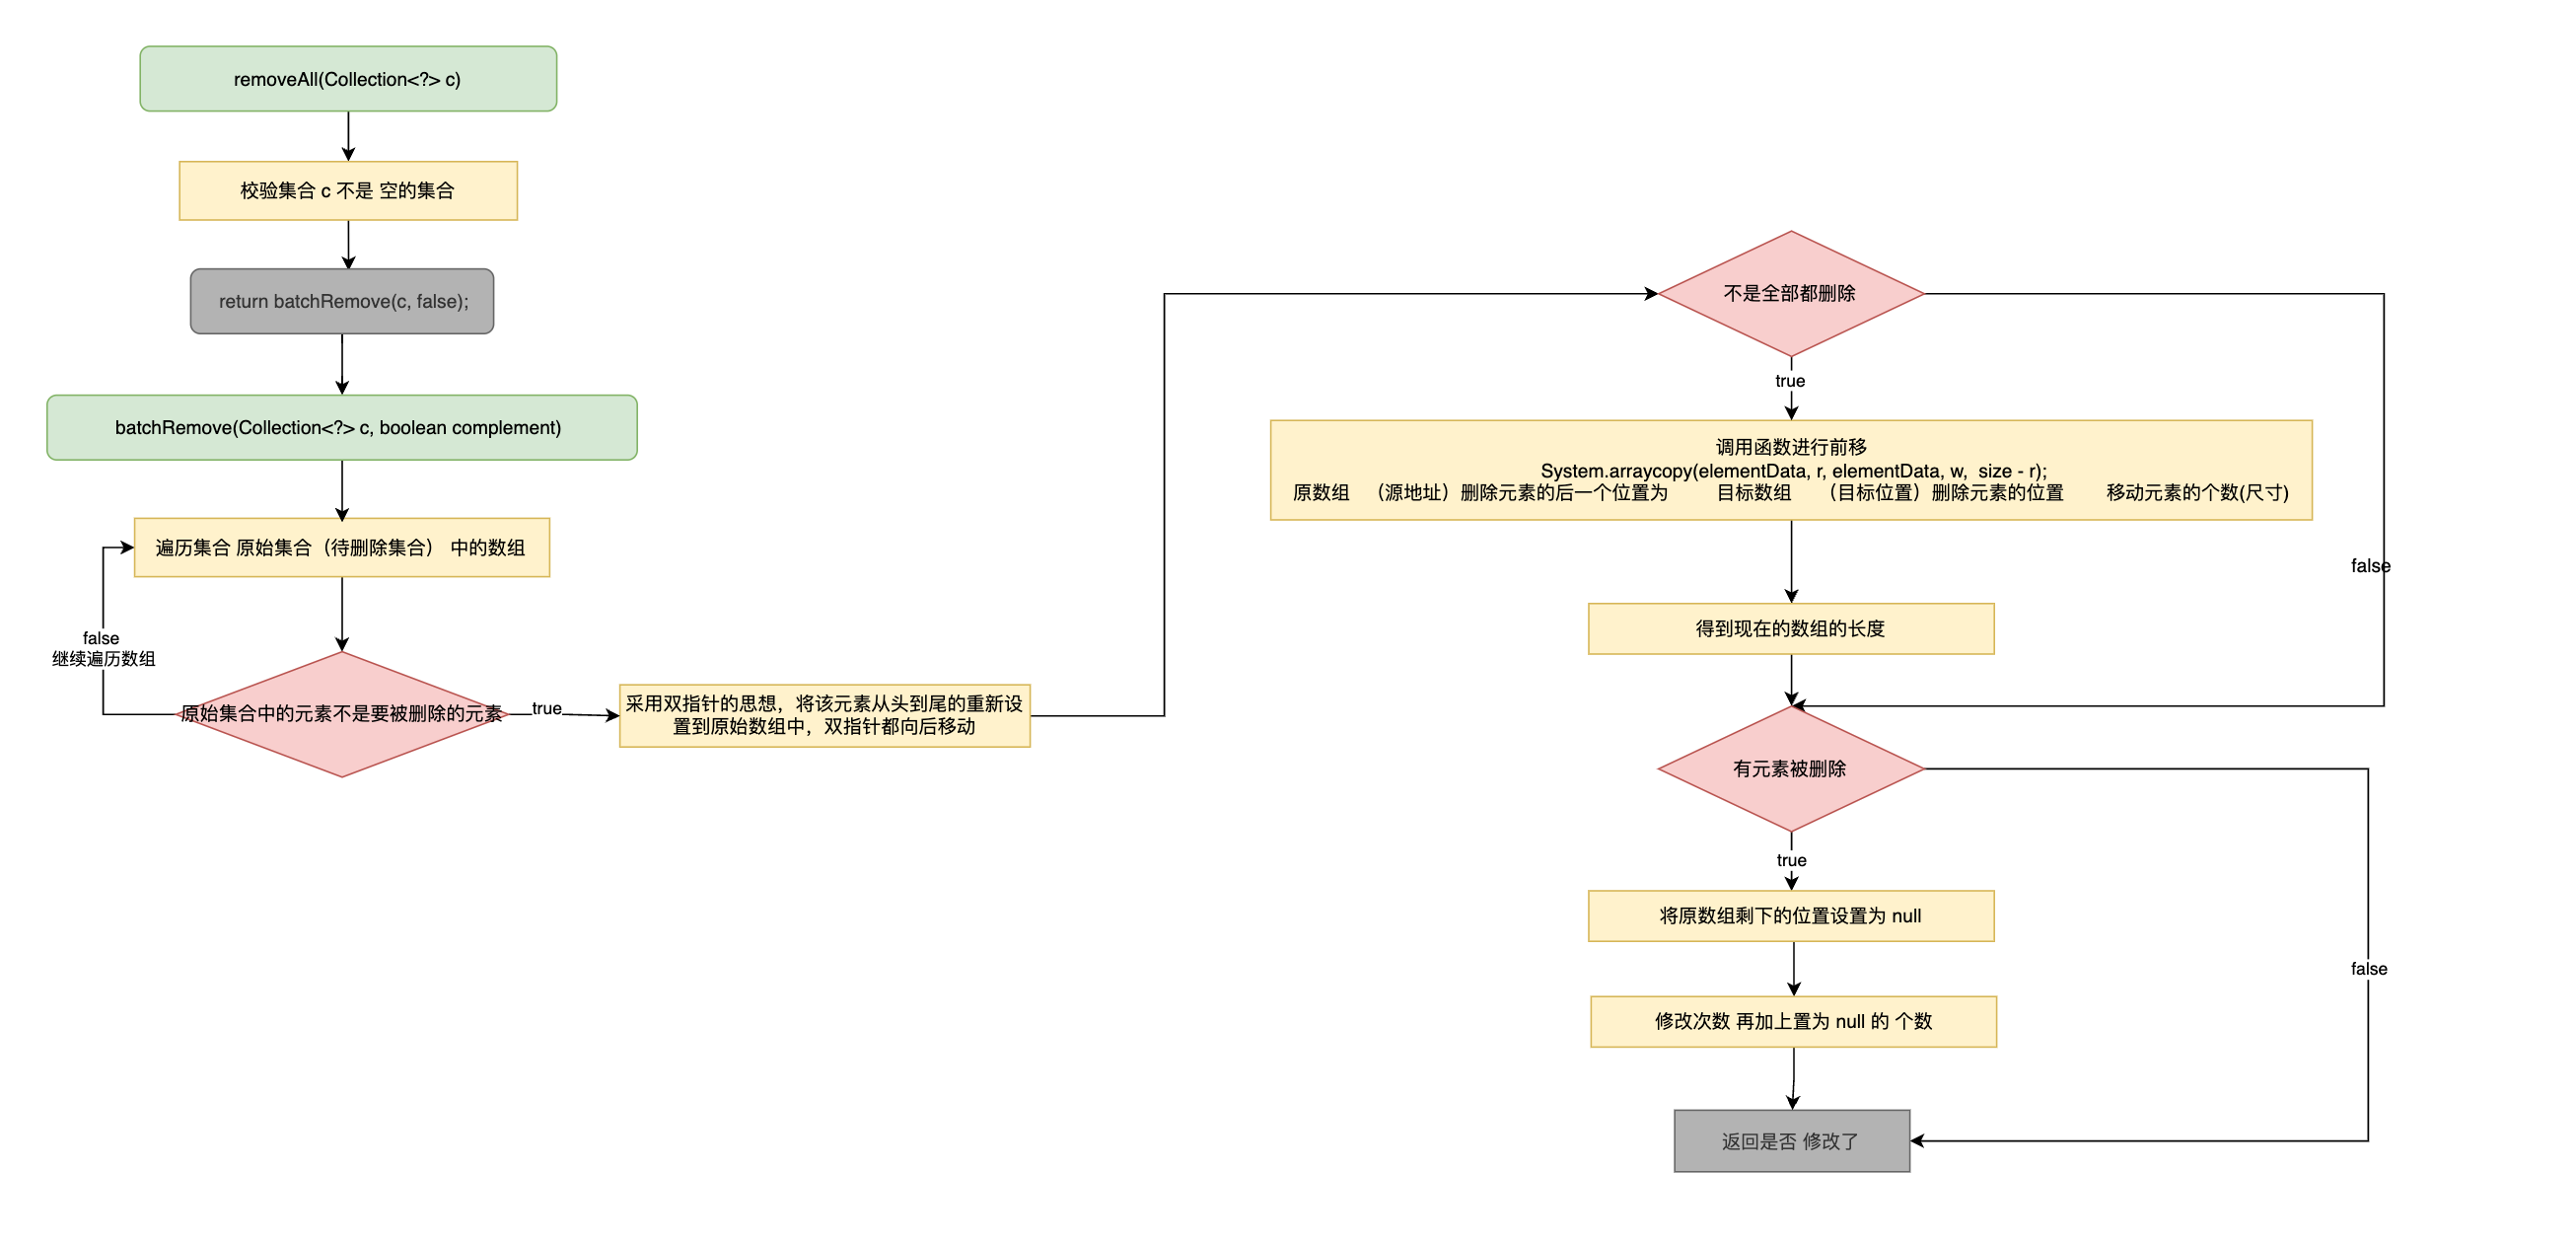 removeAll(Collection<?> c)
校验集合 c 不是 空的集合
return batchRemove(c, false);
batchRemove(Collection<?> c, boolean complement)
遍历集合 原始集合（待删除集合） 中的数组
false
继续遍历数组
原始集合中的元素不是要被删除的元素
true
采用双指针的思想，将该元素从头到尾的重新设
置到原始数组中，双指针都向后移动
不是全部都删除
true
调用函数进行前移
System.arraycopy(elementData, r, elementData, w, size - r);
原数组 （源地址）删除元素的后一个位置为 目标数组 （目标位置）删除元素的位置 移动元素的个数(尺寸)
false
得到现在的数组的长度
有元素被删除
true
将原数组剩下的位置设置为 null
false
修改次数 再加上置为 null 的 个数
返回是否 修改了